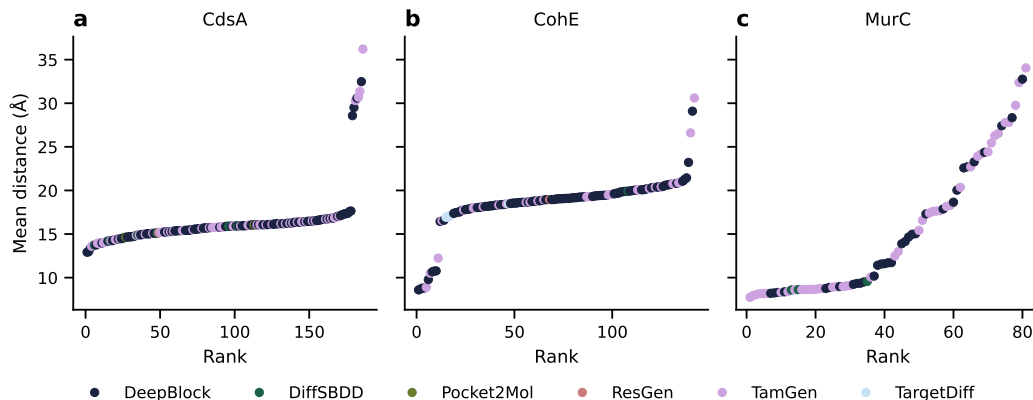 a CdsA
b CohE
c MurC
Mean distance (Å)
35
30
25
20
15
10
0 50 100 150
0 50 100
0 20 40 60 80
Rank
Rank
Rank
DeepBlock DiffSBDD Pocket2Mol ResGen TamGen TargetDiff